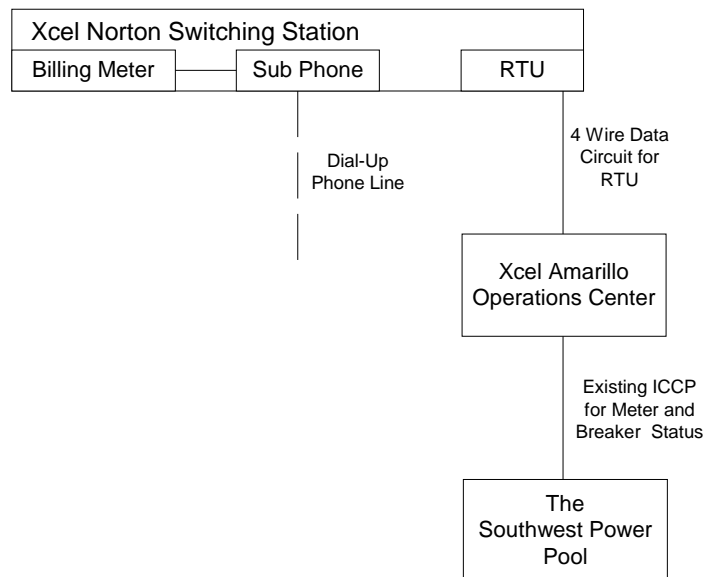 Xcel Norton Switching Station
Billing Meter
Sub Phone
RTU
Dial-Up
Phone Line
4 Wire Data
Circuit for
RTU
Xcel Amarillo
Operations Center
Existing ICCP
for Meter and
Breaker Status
The
Southwest Power
Pool